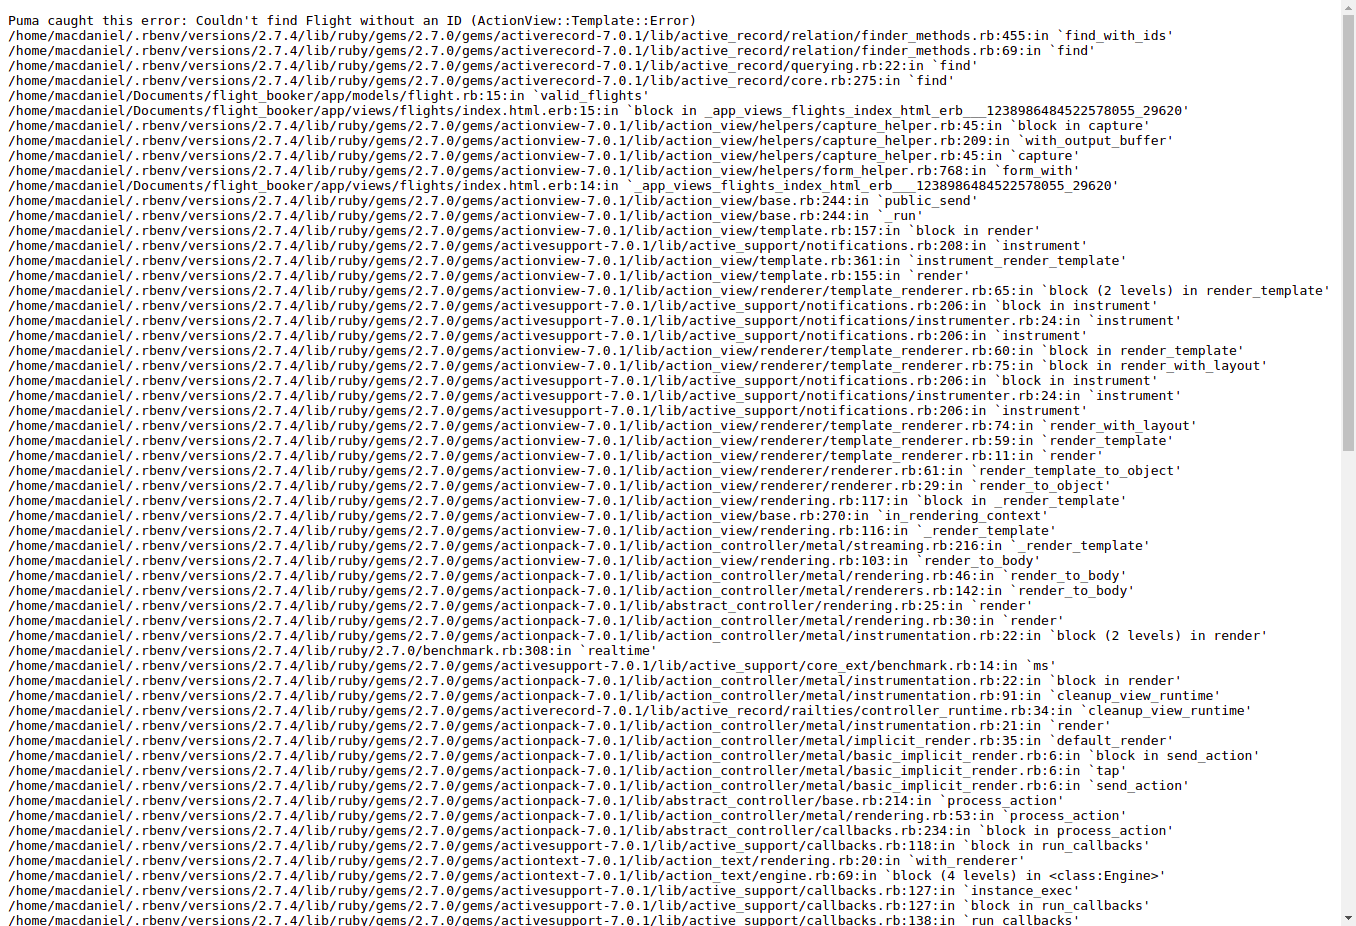 Puma caught this error: Couldn't find Flight without an ID (ActionView::Template::Error)
/home/macdaniel/.rbenv/versions/2.7.4/lib/ruby/gems/2.7.0/gems/activerecord-7.0.1/lib/active_record/relation/finder_methods.rb:455:in `find_with_ids'
/home/macdaniel/.rbenv/versions/2.7.4/lib/ruby/gems/2.7.0/gems/activerecord-7.0.1/lib/active_record/relation/finder_methods.rb:69:in `find'
/home/macdaniel/.rbenv/versions/2.7.4/lib/ruby/gems/2.7.0/gems/activerecord-7.0.1/lib/active_record/querying.rb:22:in `find'
/home/macdaniel/.rbenv/versions/2.7.4/lib/ruby/gems/2.7.0/gems/activerecord-7.0.1/lib/active_record/core.rb:275:in `find'
/home/macdaniel/Documents/flight_booker/app/models/flight.rb:15:in `valid_flights'
/home/macdaniel/Documents/flight_booker/app/views/flights/index.html.erb:15:in `block in _app_views_flights_index_html_erb___1238986484522578055_29620'
/home/macdaniel/.rbenv/versions/2.7.4/lib/ruby/gems/2.7.0/gems/actionview-7.0.1/lib/action_view/helpers/capture_helper.rb:45:in `block in capture'
/home/macdaniel/.rbenv/versions/2.7.4/lib/ruby/gems/2.7.0/gems/actionview-7.0.1/lib/action_view/helpers/capture_helper.rb:209:in `with_output_buffer'
/home/macdaniel/.rbenv/versions/2.7.4/lib/ruby/gems/2.7.0/gems/actionview-7.0.1/lib/action_view/helpers/capture_helper.rb:45:in `capture'
/home/macdaniel/.rbenv/versions/2.7.4/lib/ruby/gems/2.7.0/gems/actionview-7.0.1/lib/action_view/helpers/form_helper.rb:768:in `form_with'
/home/macdaniel/Documents/flight_booker/app/views/flights/index.html.erb:14:in `_app_views_flights_index_html_erb___1238986484522578055_29620'
/home/macdaniel/.rbenv/versions/2.7.4/lib/ruby/gems/2.7.0/gems/actionview-7.0.1/lib/action_view/base.rb:244:in `public_send'
/home/macdaniel/.rbenv/versions/2.7.4/lib/ruby/gems/2.7.0/gems/actionview-7.0.1/lib/action_view/base.rb:244:in `_run'
/home/macdaniel/.rbenv/versions/2.7.4/lib/ruby/gems/2.7.0/gems/actionview-7.0.1/lib/action_view/template.rb:157:in `block in render'
/home/macdaniel/.rbenv/versions/2.7.4/lib/ruby/gems/2.7.0/gems/activesupport-7.0.1/lib/active_support/notifications.rb:208:in `instrument'
/home/macdaniel/.rbenv/versions/2.7.4/lib/ruby/gems/2.7.0/gems/actionview-7.0.1/lib/action_view/template.rb:361:in `instrument_render_template'
/home/macdaniel/.rbenv/versions/2.7.4/lib/ruby/gems/2.7.0/gems/actionview-7.0.1/lib/action_view/template.rb:155:in `render'
/home/macdaniel/.rbenv/versions/2.7.4/lib/ruby/gems/2.7.0/gems/actionview-7.0.1/lib/action_view/renderer/template_renderer.rb:65:in `block (2 levels) in render_template'
/home/macdaniel/.rbenv/versions/2.7.4/lib/ruby/gems/2.7.0/gems/activesupport-7.0.1/lib/active_support/notifications.rb:206:in `block in instrument'
/home/macdaniel/.rbenv/versions/2.7.4/lib/ruby/gems/2.7.0/gems/activesupport-7.0.1/lib/active_support/notifications/instrumenter.rb:24:in `instrument'
/home/macdaniel/.rbenv/versions/2.7.4/lib/ruby/gems/2.7.0/gems/activesupport-7.0.1/lib/active_support/notifications.rb:206:in `instrument'
/home/macdaniel/.rbenv/versions/2.7.4/lib/ruby/gems/2.7.0/gems/actionview-7.0.1/lib/action_view/renderer/template_renderer.rb:60:in `block in render_template'
/home/macdaniel/.rbenv/versions/2.7.4/lib/ruby/gems/2.7.0/gems/actionview-7.0.1/lib/action_view/renderer/template_renderer.rb:75:in `block in render_with_layout'
/home/macdaniel/.rbenv/versions/2.7.4/lib/ruby/gems/2.7.0/gems/activesupport-7.0.1/lib/active_support/notifications.rb:206:in `block in instrument'
/home/macdaniel/.rbenv/versions/2.7.4/lib/ruby/gems/2.7.0/gems/activesupport-7.0.1/lib/active_support/notifications/instrumenter.rb:24:in `instrument'
/home/macdaniel/.rbenv/versions/2.7.4/lib/ruby/gems/2.7.0/gems/activesupport-7.0.1/lib/active_support/notifications.rb:206:in `instrument'
/home/macdaniel/.rbenv/versions/2.7.4/lib/ruby/gems/2.7.0/gems/actionview-7.0.1/lib/action_view/renderer/template_renderer.rb:74:in `render_with_layout'
/home/macdaniel/.rbenv/versions/2.7.4/lib/ruby/gems/2.7.0/gems/actionview-7.0.1/lib/action_view/renderer/template_renderer.rb:59:in `render_template'
/home/macdaniel/.rbenv/versions/2.7.4/lib/ruby/gems/2.7.0/gems/actionview-7.0.1/lib/action_view/renderer/template_renderer.rb:11:in `render'
/home/macdaniel/.rbenv/versions/2.7.4/lib/ruby/gems/2.7.0/gems/actionview-7.0.1/lib/action_view/renderer/renderer.rb:61:in `render_template_to_object'
/home/macdaniel/.rbenv/versions/2.7.4/lib/ruby/gems/2.7.0/gems/actionview-7.0.1/lib/action_view/renderer/renderer.rb:29:in `render_to_object'
/home/macdaniel/.rbenv/versions/2.7.4/lib/ruby/gems/2.7.0/gems/actionview-7.0.1/lib/action_view/rendering.rb:117:in `block in _render_template'
/home/macdaniel/.rbenv/versions/2.7.4/lib/ruby/gems/2.7.0/gems/actionview-7.0.1/lib/action_view/base.rb:270:in `in_rendering_context'
/home/macdaniel/.rbenv/versions/2.7.4/lib/ruby/gems/2.7.0/gems/actionview-7.0.1/lib/action_view/rendering.rb:116:in `_render_template'
/home/macdaniel/.rbenv/versions/2.7.4/lib/ruby/gems/2.7.0/gems/actionpack-7.0.1/lib/action_controller/metal/streaming.rb:216:in `_render_template'
/home/macdaniel/.rbenv/versions/2.7.4/lib/ruby/gems/2.7.0/gems/actionview-7.0.1/lib/action_view/rendering.rb:103:in `render_to_body'
/home/macdaniel/.rbenv/versions/2.7.4/lib/ruby/gems/2.7.0/gems/actionpack-7.0.1/lib/action_controller/metal/rendering.rb:46:in `render_to_body'
/home/macdaniel/.rbenv/versions/2.7.4/lib/ruby/gems/2.7.0/gems/actionpack-7.0.1/lib/action_controller/metal/renderers.rb:142:in `render_to_body'
/home/macdaniel/.rbenv/versions/2.7.4/lib/ruby/gems/2.7.0/gems/actionpack-7.0.1/lib/abstract_controller/rendering.rb:25:in `render'
/home/macdaniel/.rbenv/versions/2.7.4/lib/ruby/gems/2.7.0/gems/actionpack-7.0.1/lib/action_controller/metal/rendering.rb:30:in `render'
/home/macdaniel/.rbenv/versions/2.7.4/lib/ruby/gems/2.7.0/gems/actionpack-7.0.1/lib/action_controller/metal/instrumentation.rb:22:in `block (2 levels) in render'
/home/macdaniel/.rbenv/versions/2.7.4/lib/ruby/2.7.0/benchmark.rb:308:in `realtime'
/home/macdaniel/.rbenv/versions/2.7.4/lib/ruby/gems/2.7.0/gems/activesupport-7.0.1/lib/active_support/core_ext/benchmark.rb:14:in `ms'
/home/macdaniel/.rbenv/versions/2.7.4/lib/ruby/gems/2.7.0/gems/actionpack-7.0.1/lib/action_controller/metal/instrumentation.rb:22:in `block in render'
/home/macdaniel/.rbenv/versions/2.7.4/lib/ruby/gems/2.7.0/gems/actionpack-7.0.1/lib/action_controller/metal/instrumentation.rb:91:in `cleanup_view_runtime'
/home/macdaniel/.rbenv/versions/2.7.4/lib/ruby/gems/2.7.0/gems/activerecord-7.0.1/lib/active_record/railties/controller_runtime.rb:34:in `cleanup_view_runtime'
/home/macdaniel/.rbenv/versions/2.7.4/lib/ruby/gems/2.7.0/gems/actionpack-7.0.1/lib/action_controller/metal/instrumentation.rb:21:in `render'
/home/macdaniel/.rbenv/versions/2.7.4/lib/ruby/gems/2.7.0/gems/actionpack-7.0.1/lib/action_controller/metal/implicit_render.rb:35:in `default_render'
/home/macdaniel/.rbenv/versions/2.7.4/lib/ruby/gems/2.7.0/gems/actionpack-7.0.1/lib/action_controller/metal/basic_implicit_render.rb:6:in `block in send_action'
/home/macdaniel/.rbenv/versions/2.7.4/lib/ruby/gems/2.7.0/gems/actionpack-7.0.1/lib/action_controller/metal/basic_implicit_render.rb:6:in `tap'
/home/macdaniel/.rbenv/versions/2.7.4/lib/ruby/gems/2.7.0/gems/actionpack-7.0.1/lib/action_controller/metal/basic_implicit_render.rb:6:in `send_action'
/home/macdaniel/.rbenv/versions/2.7.4/lib/ruby/gems/2.7.0/gems/actionpack-7.0.1/lib/abstract_controller/base.rb:214:in `process_action'
/home/macdaniel/.rbenv/versions/2.7.4/lib/ruby/gems/2.7.0/gems/actionpack-7.0.1/lib/action_controller/metal/rendering.rb:53:in `process_action'
/home/macdaniel/.rbenv/versions/2.7.4/lib/ruby/gems/2.7.0/gems/actionpack-7.0.1/lib/abstract_controller/callbacks.rb:234:in `block in process_action'
/home/macdaniel/.rbenv/versions/2.7.4/lib/ruby/gems/2.7.0/gems/activesupport-7.0.1/lib/active_support/callbacks.rb:118:in `block in run_callbacks'
/home/macdaniel/.rbenv/versions/2.7.4/lib/ruby/gems/2.7.0/gems/actiontext-7.0.1/lib/action_text/rendering.rb:20:in `with_renderer'
/home/macdaniel/.rbenv/versions/2.7.4/lib/ruby/gems/2.7.0/gems/actiontext-7.0.1/lib/action_text/engine.rb:69:in `block (4 levels) in <class:Engine>'
/home/macdaniel/.rbenv/versions/2.7.4/lib/ruby/gems/2.7.0/gems/activesupport-7.0.1/lib/active_support/callbacks.rb:127:in `instance_exec'
/home/macdaniel/.rbenv/versions/2.7.4/lib/ruby/gems/2.7.0/gems/activesupport-7.0.1/lib/active_support/callbacks.rb:127:in `block in run_callbacks'
/home/macdaniel/.rbenv/versions/2.7.4/lib/ruby/gems/2.7.0/gems/activesupport-7.0.1/lib/active_support/callbacks.rb:138:in `run_callbacks'